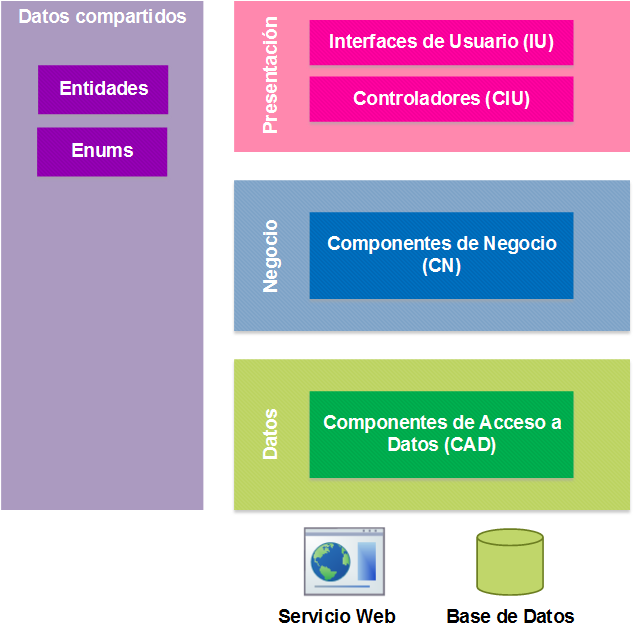 Datos compartidos
Entidades
Enums
Presentación
Interfaces de Usuario (IU)
Controladores (CIU)
Negocio
Componentes de Negocio
(CN)
Datos
Componentes de Acceso a
Datos (CAD)
Servicio Web
Base de Datos